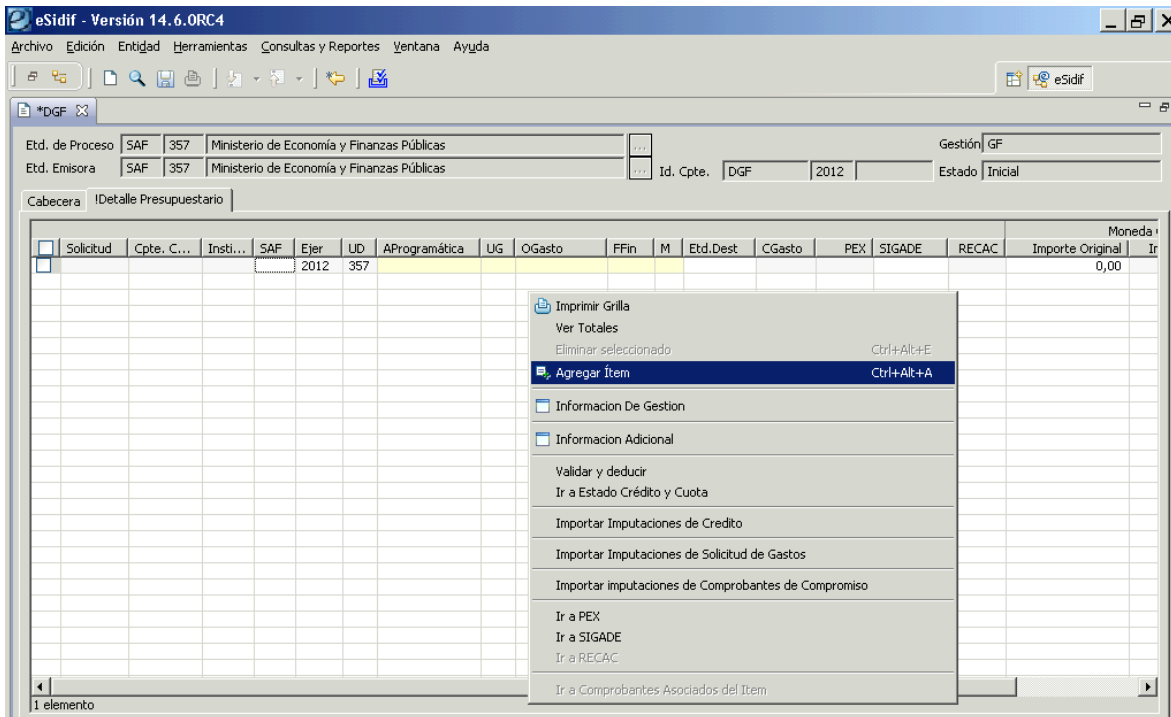 eSidif - Versión 14.6.0RC4
Archivo Edición Entidad Herramientas Consultas y Reportes Ventana Ayuda
eSidif
*DGF
Etd. de Proceso SAF 357 Ministerio de Economía y Finanzas Públicas ... Gestión GF
Etd. Emisora SAF 357 Ministerio de Economía y Finanzas Públicas ... Id. Cpte. DGF 2012 Estado Inicial
Cabecera !Detalle Presupuestario
Moneda
Solicitud Cpte. C... Insti... SAF Ejer UD AProgramática UG OGasto FFin M Etd.Dest CGasto PEX SIGADE RECAC Importe Original
2012 357 0,00
Imprimir Grilla
Ver Totales
Eliminar seleccionado Ctrl+Alt+E
Agregar Ítem Ctrl+Alt+A
Informacion De Gestion
Informacion Adicional
Validar y deducir
Ir a Estado Crédito y Cuota
Importar Imputaciones de Credito
Importar Imputaciones de Solicitud de Gastos
Importar imputaciones de Comprobantes de Compromiso
Ir a PEX
Ir a SIGADE
Ir a RECAC
Ir a Comprobantes Asociados del Item
1 elemento